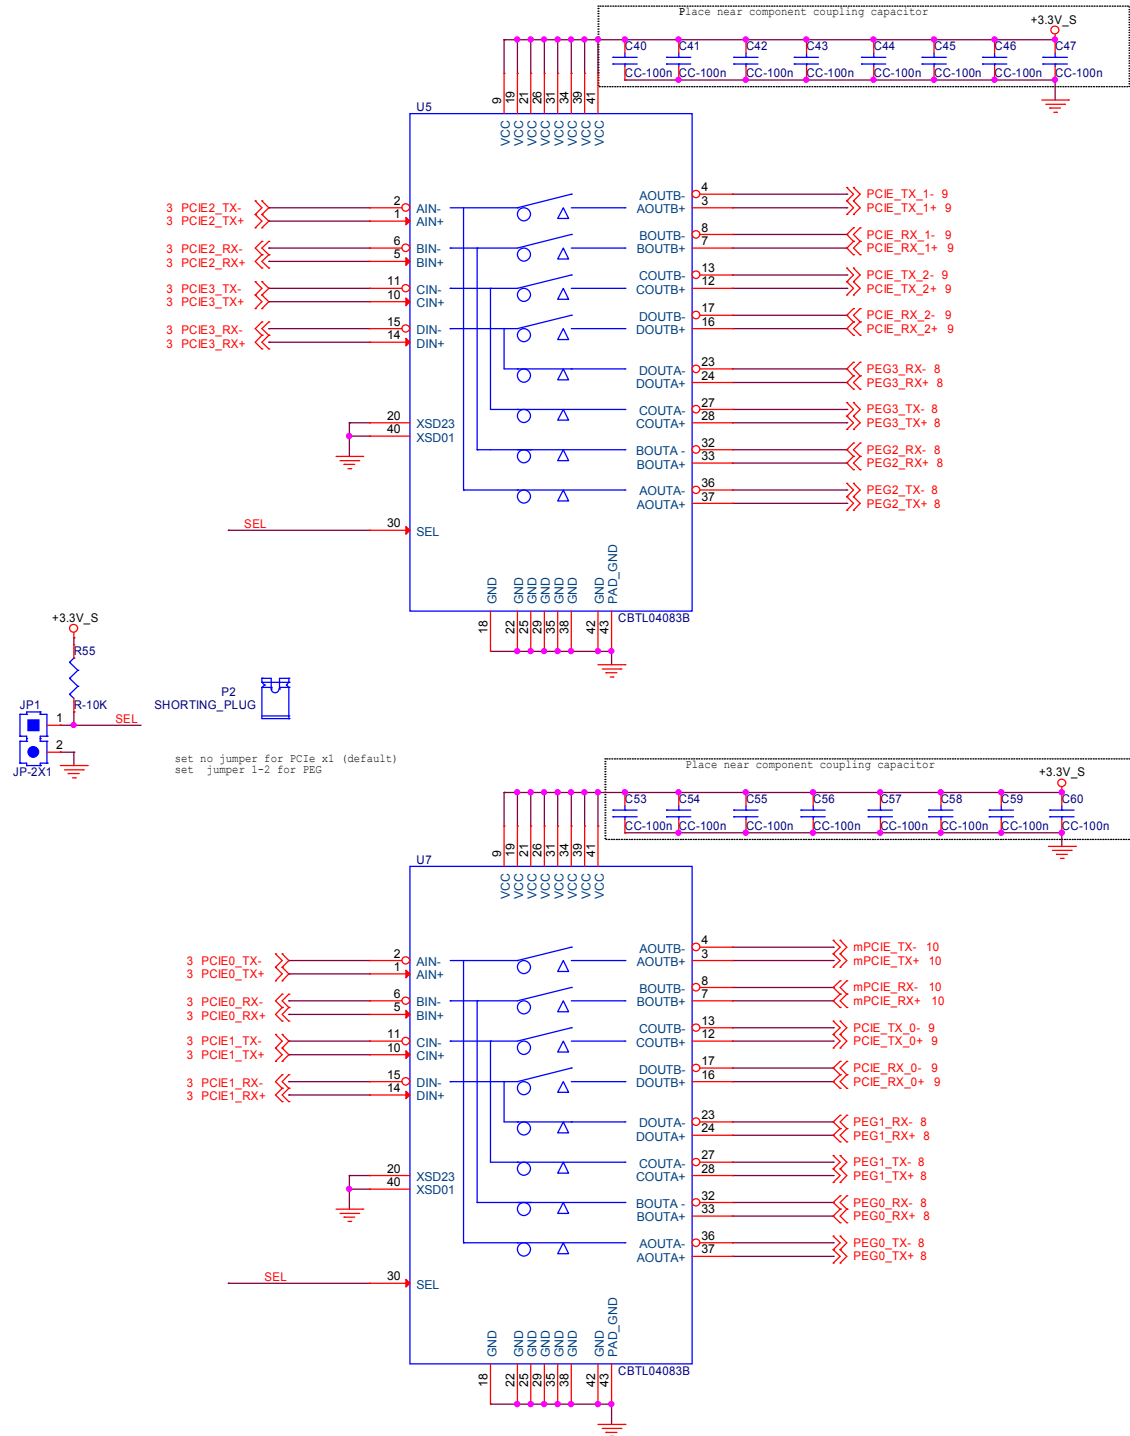 Place near component coupling capacitor
+3.3V_S
C40 C41 C42 C43 C44 C45 C46 C47
CC-100n CC-100n CC-100n CC-100n CC-100n CC-100n CC-100n CC-100n
9 19 21 26 31 34 39 41
U5
VCC VCC VCC VCC VCC VCC VCC VCC
3 PCIE2_TX- 2 AIN- AOUTB- 4 PCIE_TX_1- 9
3 PCIE2_TX+ 1 AIN+ AOUTB+ 3 PCIE_TX_1+ 9
3 PCIE2_RX- 6 BIN- BOUTB- 8 PCIE_RX_1- 9
3 PCIE2_RX+ 5 BIN+ BOUTB+ 7 PCIE_RX_1+ 9
3 PCIE3_TX- 11 CIN- COUTB- 13 PCIE_TX_2- 9
3 PCIE3_TX+ 10 CIN+ COUTB+ 12 PCIE_TX_2+ 9
3 PCIE3_RX- 15 DIN- DOUTB- 17 PCIE_RX_2- 9
3 PCIE3_RX+ 14 DIN+ DOUTB+ 16 PCIE_RX_2+ 9
DOUTA- 23 PEG3_RX- 8
DOUTA+ 24 PEG3_RX+ 8
COUTA- 27 PEG3_TX- 8
20 XSD23 COUTA+ 28 PEG3_TX+ 8
40 XSD01
BOUTA - 32 PEG2_RX- 8
BOUTA+ 33 PEG2_RX+ 8
AOUTA- 36 PEG2_TX- 8
AOUTA+ 37 PEG2_TX+ 8
SEL 30 SEL
GND GND GND GND GND GND GND PAD_GND
CBTL04083B
18 22 25 29 35 38 42 43
+3.3V_S
R55
R-10K
P2
SHORTING_PLUG
JP1
1 SEL
2
JP-2X1
set no jumper for PCIe x1 (default)
set jumper 1-2 for PEG
Place near component coupling capacitor
+3.3V_S
C53 C54 C55 C56 C57 C58 C59 C60
CC-100n CC-100n CC-100n CC-100n CC-100n CC-100n CC-100n CC-100n
9 19 21 26 31 34 39 41
U7
VCC VCC VCC VCC VCC VCC VCC VCC
3 PCIE0_TX- 2 AIN- AOUTB- 4 mPCIE_TX- 10
3 PCIE0_TX+ 1 AIN+ AOUTB+ 3 mPCIE_TX+ 10
3 PCIE0_RX- 6 BIN- BOUTB- 8 mPCIE_RX- 10
3 PCIE0_RX+ 5 BIN+ BOUTB+ 7 mPCIE_RX+ 10
3 PCIE1_TX- 11 CIN- COUTB- 13 PCIE_TX_0- 9
3 PCIE1_TX+ 10 CIN+ COUTB+ 12 PCIE_TX_0+ 9
3 PCIE1_RX- 15 DIN- DOUTB- 17 PCIE_RX_0- 9
3 PCIE1_RX+ 14 DIN+ DOUTB+ 16 PCIE_RX_0+ 9
DOUTA- 23 PEG1_RX- 8
DOUTA+ 24 PEG1_RX+ 8
COUTA- 27 PEG1_TX- 8
20 XSD23 COUTA+ 28 PEG1_TX+ 8
40 XSD01
BOUTA - 32 PEG0_RX- 8
BOUTA+ 33 PEG0_RX+ 8
AOUTA- 36 PEG0_TX- 8
AOUTA+ 37 PEG0_TX+ 8
SEL 30 SEL
GND GND GND GND GND GND GND PAD_GND
CBTL04083B
18 22 25 29 35 38 42 43